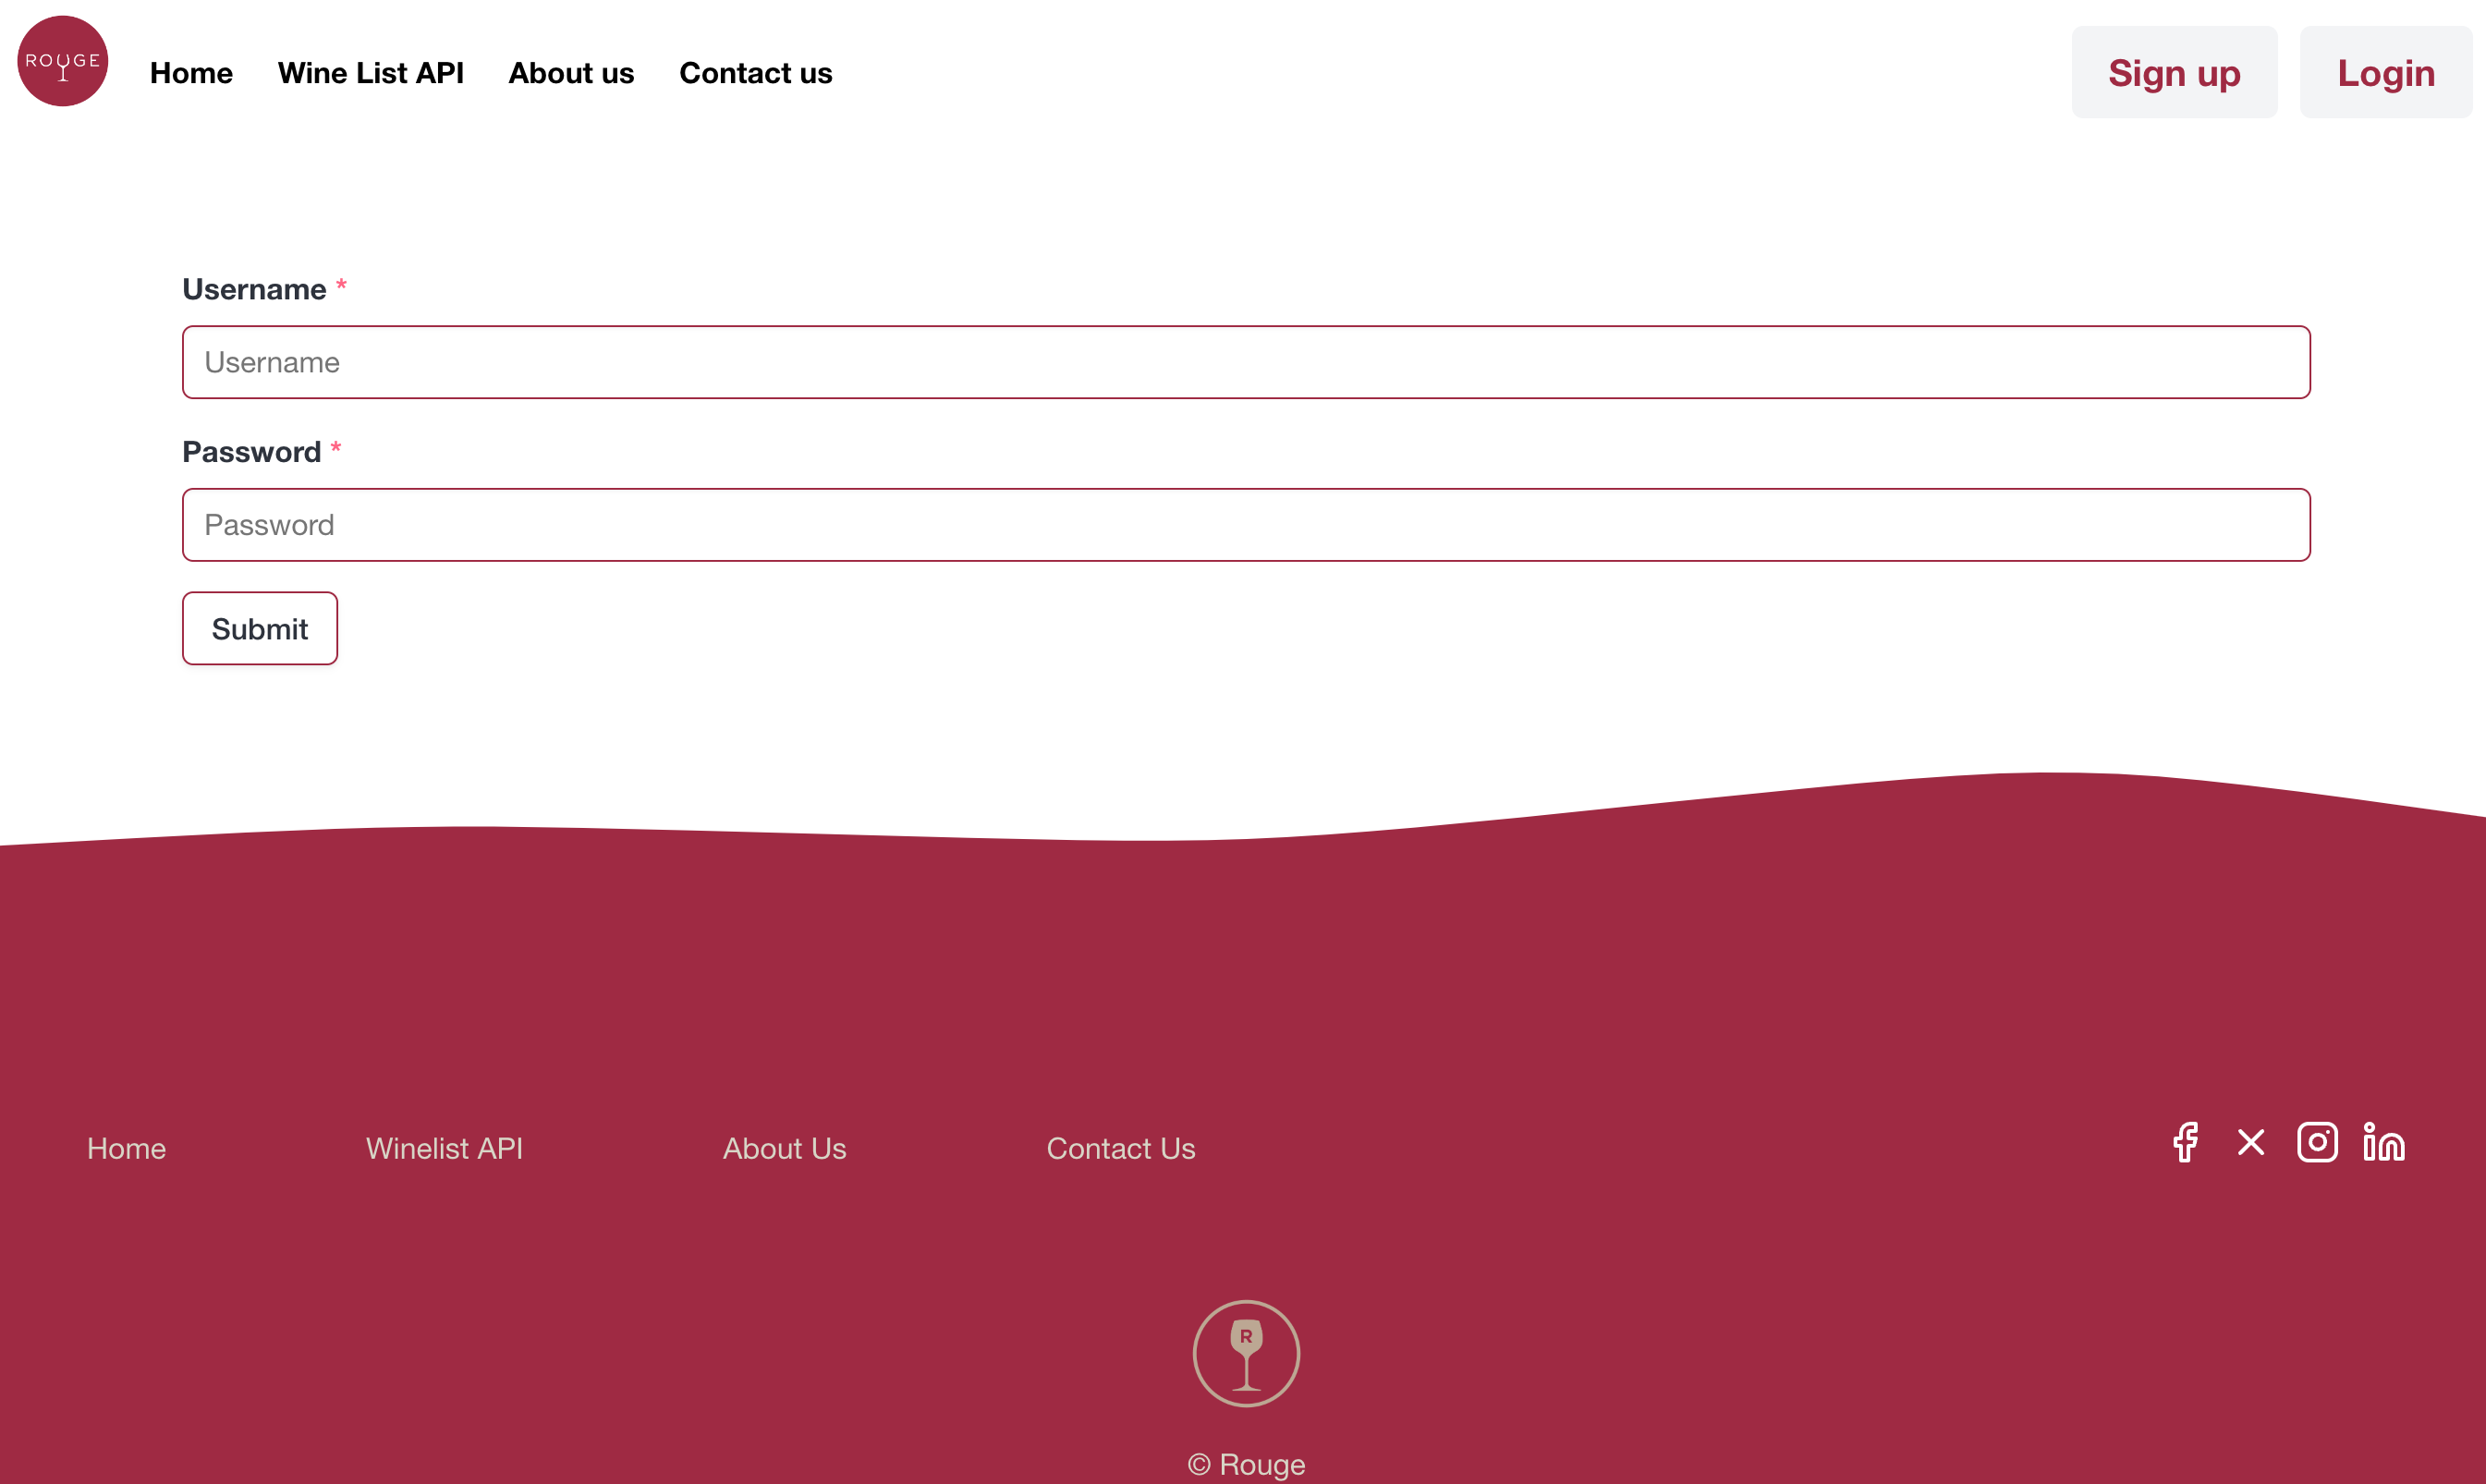 ROUGE
Home Wine List API About us Contact us Sign up Login
Username *
Username
Password *
Password
Submit
Home Winelist API About Us Contact Us
R
© Rouge